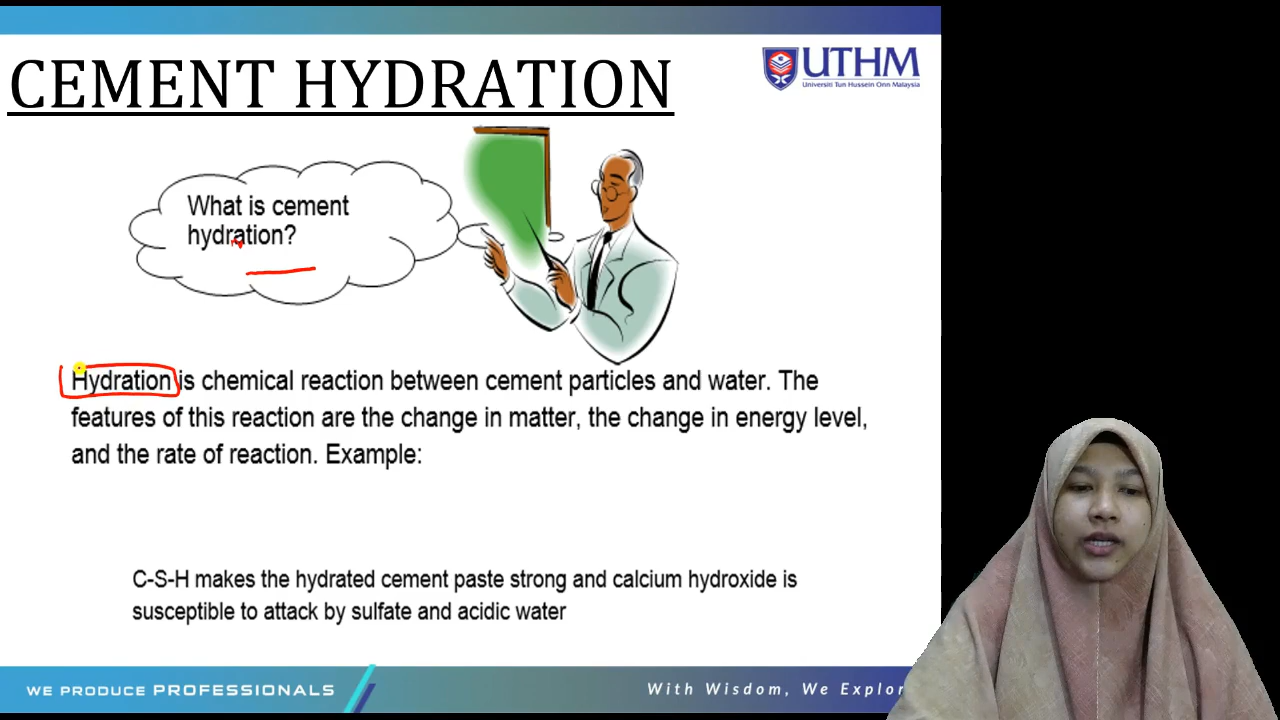 CEMENT HYDRATION
UTHM
Universiti Tun Hussein Onn Malaysia
What is cement
hydration?
Hydration is chemical reaction between cement particles and water. The
features of this reaction are the change in matter, the change in energy level,
and the rate of reaction. Example:
C-S-H makes the hydrated cement paste strong and calcium hydroxide is
susceptible to attack by sulfate and acidic water
WE PRODUCE PROFESSIONALS
With Wisdom, We Explor